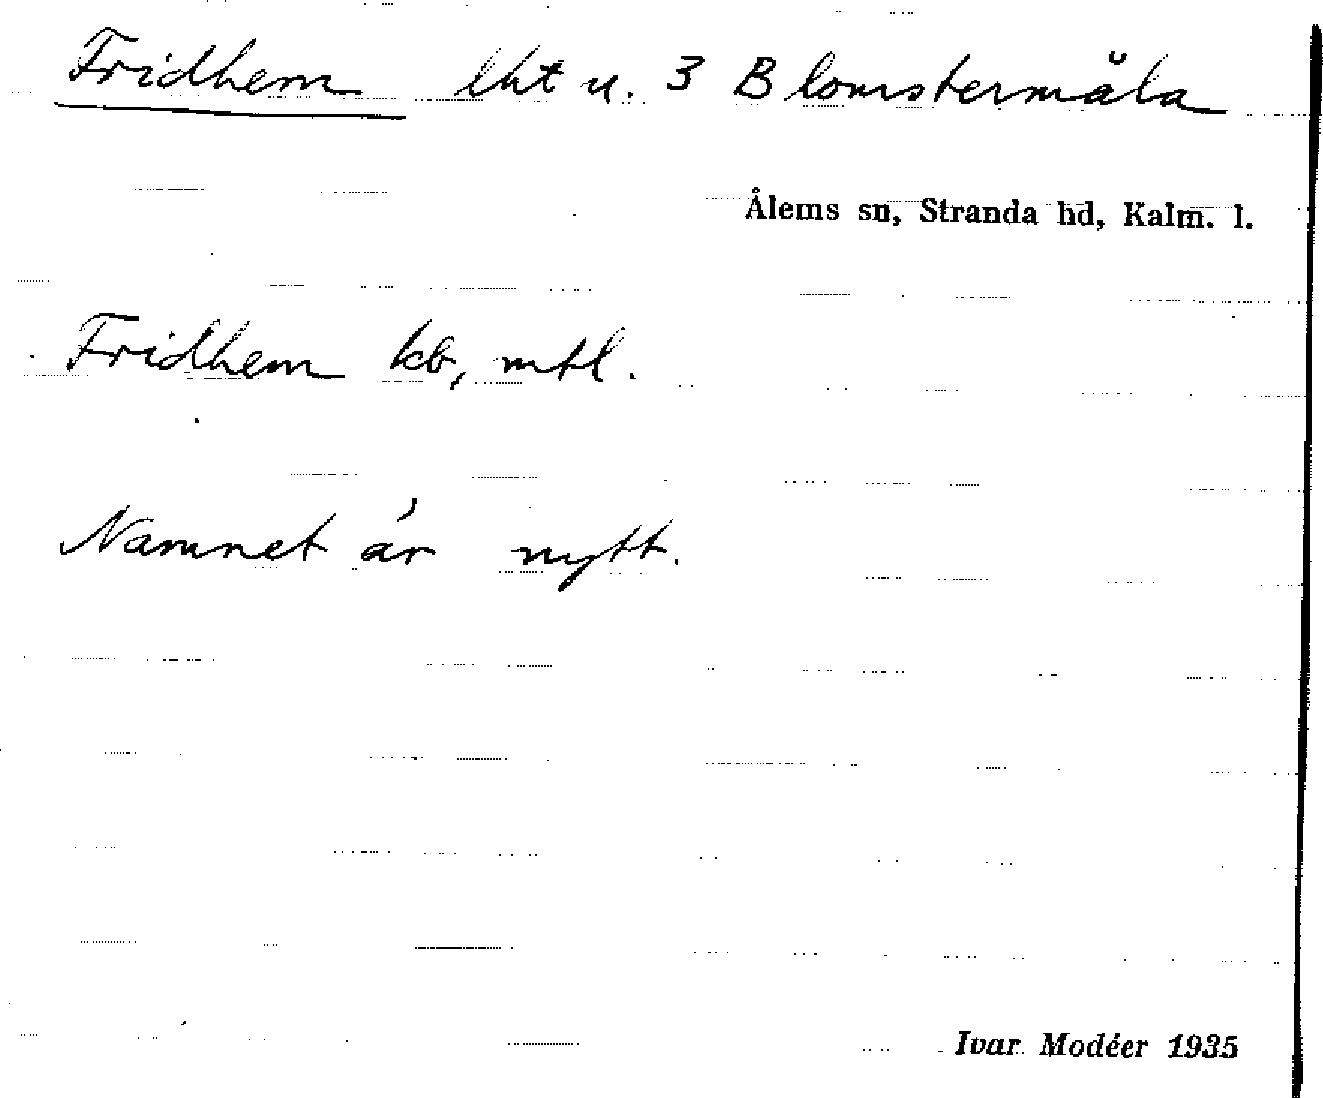 Fridhem lht u. 3 Blomstermåla
Ålems sn, Stranda hd, Kalm. l.
Fridhem kb, mtl.
Namnet är nytt.
Ivar Modéer 1935